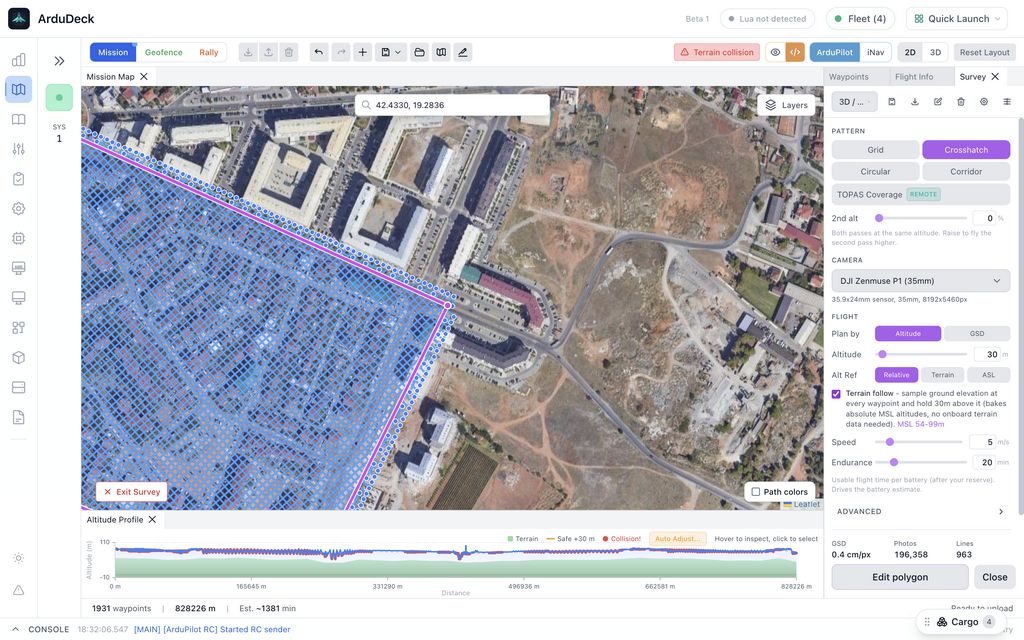 ArduDeck
Beta 1
Lua not detected
Fleet (4)
Quick Launch
Mission
Geofence
Rally
Terrain collision
ArduPilot
iNav
2D
3D
Reset Layout
Mission Map
Waypoints
Flight Info
Survey
SYS
1
42.4330, 19.2836
Layers
3D / ...
PATTERN
Grid
Crosshatch
Circular
Corridor
TOPAS Coverage REMOTE
2nd alt
0 %
Both passes at the same altitude. Raise to fly the
second pass higher.
CAMERA
DJI Zenmuse P1 (35mm)
35.9x24mm sensor, 35mm, 8192x5460px
FLIGHT
Plan by
Altitude
GSD
Altitude
30 m
Alt Ref
Relative
Terrain
ASL
Terrain follow - sample ground elevation at
every waypoint and hold 30m above it (bakes
absolute MSL altitudes, no onboard terrain
data needed). MSL 54-99m
Speed
5 m/s
Endurance
20 min
Usable flight time per battery (after your reserve).
Drives the battery estimate.
ADVANCED
Exit Survey
Path colors
Leaflet
Altitude Profile
Terrain
Safe +30 m
Collision!
Auto Adjust...
Hover to inspect, click to select
Altitude (m)
110
-10
0 m
165645 m
331290 m
496936 m
662581 m
828226 m
Distance
GSD
0.4 cm/px
Photos
196,358
Lines
963
Edit polygon
Close
1931 waypoints
828226 m
Est. ~1381 min
Ready to upload
CONSOLE
18:32:06.547
[MAIN] [ArduPilot RC] Started RC sender
Cargo
4